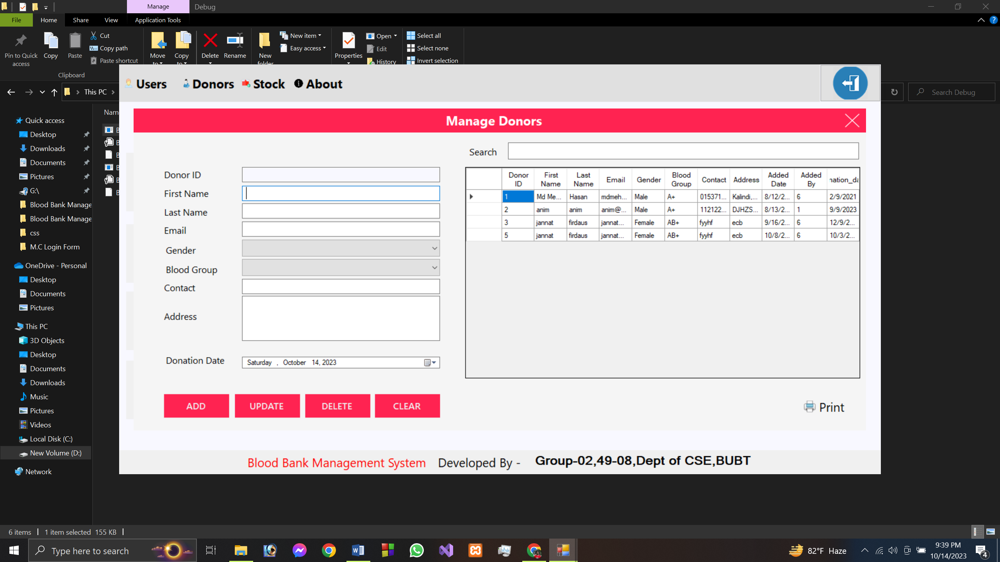 Manage
Debug
File
Home
Share
View
Application Tools
Pin to Quick access
Copy
Paste
Cut
Copy path
Paste shortcut
Clipboard
Move to
Copy to
Delete
Rename
New folder
New item
Easy access
Properties
Open
Edit
History
Select all
Select none
Invert selection
This PC
Search Debug
Users
Donors
Stock
About
Manage Donors
Quick access
Desktop
Downloads
Documents
Pictures
G:\
Blood Bank Manage
Blood Bank Manage
css
M.C Login Form
OneDrive - Personal
Desktop
Documents
Pictures
This PC
3D Objects
Desktop
Documents
Downloads
Music
Pictures
Videos
Local Disk (C:)
New Volume (D:)
Network
Nam
B
B
B
B
B
B
Donor ID
First Name
Last Name
Email
Gender
Blood Group
Contact
Address
Donation Date
Saturday , October 14, 2023
ADD
UPDATE
DELETE
CLEAR
Search
Donor ID First Name Last Name Email Gender Blood Group Contact Address Added Date Added By nation_da
1 Md Me... Hasan mdmeh... Male A+ 015371... Kalindi,... 8/12/2... 6 2/9/2021
2 anim anim anim@... Male A+ 112122... DJHZS... 8/13/2... 1 9/9/2023
3 jannat firdaus jannat... Female AB+ fyyhf ecb 9/16/2... 6 12/9/2...
5 jannat firdaus jannat... Female AB+ fyyhf ecb 10/8/2... 6 10/3/2...
Print
Blood Bank Management System Developed By - Group-02,49-08,Dept of CSE,BUBT
6 items
1 item selected 155 KB
Type here to search
82°F Haze
9:39 PM
10/14/2023
4